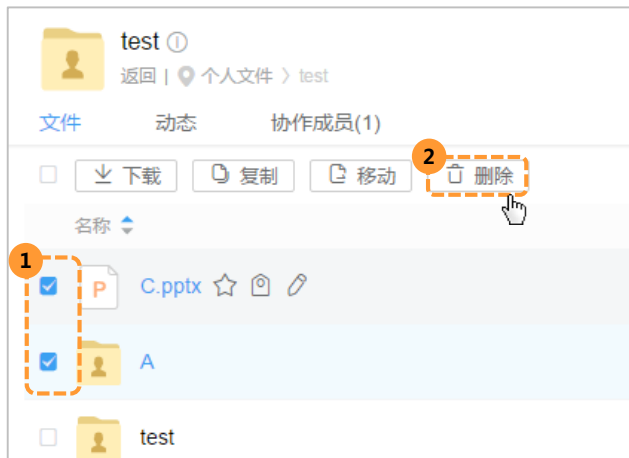 test
返回 | 个人文件 〉test
文件 动态 协作成员(1)
2
下载 复制 移动 删除
名称
1
P C.pptx
A
test